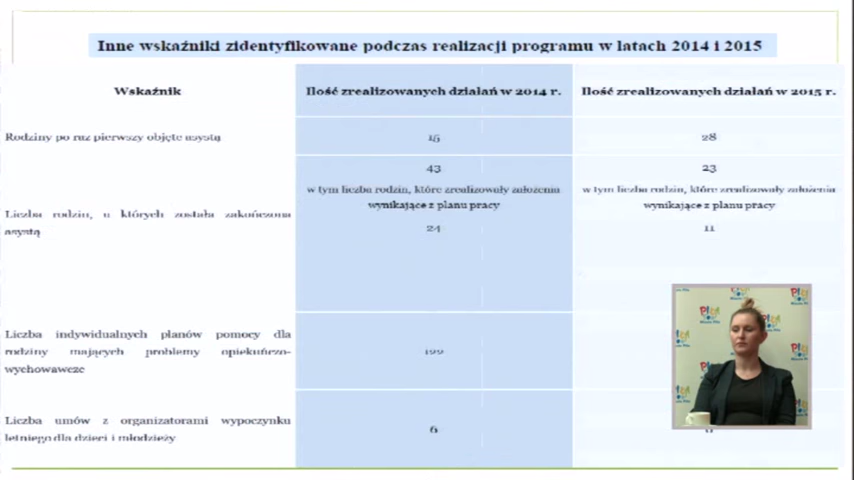 Inne wskaźniki zidentyfikowane podczas realizacji programu w latach 2014 i 2015
Wskaźnik
Ilość zrealizowanych działań w 2014 r.
Ilość zrealizowanych działań w 2015 r.
Rodziny po raz pierwszy objęte asystą
15
28
Liczba rodzin, u których została zakończona
asystą
43
w tym liczba rodzin, które zrealizowały założenia
wynikające z planu pracy
24
23
w tym liczba rodzin, które zrealizowały założenia
wynikające z planu pracy
11
Liczba indywidualnych planów pomocy dla
rodziny mających problemy opiekuńczo-
wychowawcze
122
Liczba umów z organizatorami wypoczynku
letniego dla dzieci i młodzieży
6